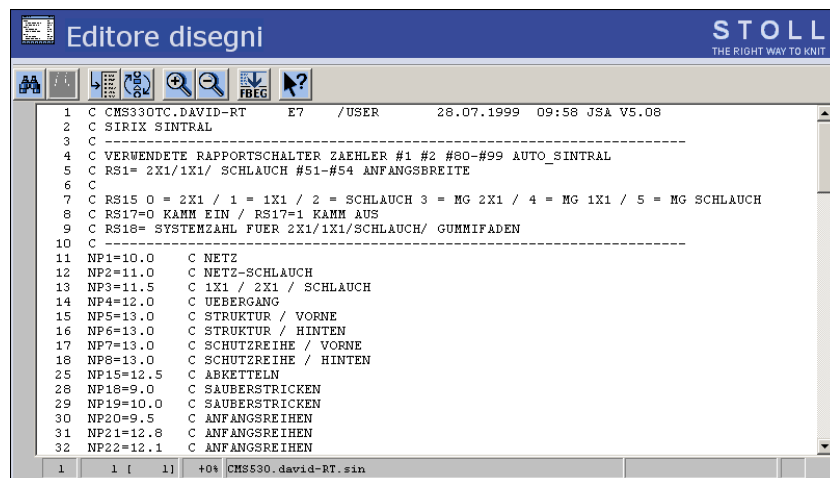 Editore disegni
STOLL
THE RIGHT WAY TO KNIT
FBEG
1 C CMS330TC.DAVID-RT E7 /USER 28.07.1999 09:58 JSA V5.08
2 C SIRIX SINTRAL
3 C ------------------------------------------------------------------------
4 C VERWENDETE RAPPORTSCHALTER ZAEHLER #1 #2 #80-#99 AUTO_SINTRAL
5 C RS1= 2X1/1X1/ SCHLAUCH #51-#54 ANFANGSBREITE
6 C
7 C RS15 0 = 2X1 / 1 = 1X1 / 2 = SCHLAUCH 3 = MG 2X1 / 4 = MG 1X1 / 5 = MG SCHLAUCH
8 C RS17=0 KAMM EIN / RS17=1 KAMM AUS
9 C RS18= SYSTEMZAHL FUER 2X1/1X1/SCHLAUCH/ GUMMIFADEN
10 C ------------------------------------------------------------------------
11 NP1=10.0 C NETZ
12 NP2=11.0 C NETZ-SCHLAUCH
13 NP3=11.5 C 1X1 / 2X1 / SCHLAUCH
14 NP4=12.0 C UEBERGANG
15 NP5=13.0 C STRUKTUR / VORNE
16 NP6=13.0 C STRUKTUR / HINTEN
17 NP7=13.0 C SCHUTZREIHE / VORNE
18 NP8=13.0 C SCHUTZREIHE / HINTEN
25 NP15=12.5 C ABKETTELN
28 NP18=9.0 C SAUBERSTRICKEN
29 NP19=10.0 C SAUBERSTRICKEN
30 NP20=9.5 C ANFANGSREIHEN
31 NP21=12.8 C ANFANGSREIHEN
32 NP22=12.1 C ANFANGSREIHEN
1 1 [ 1] +0% CMS530.david-RT.sin